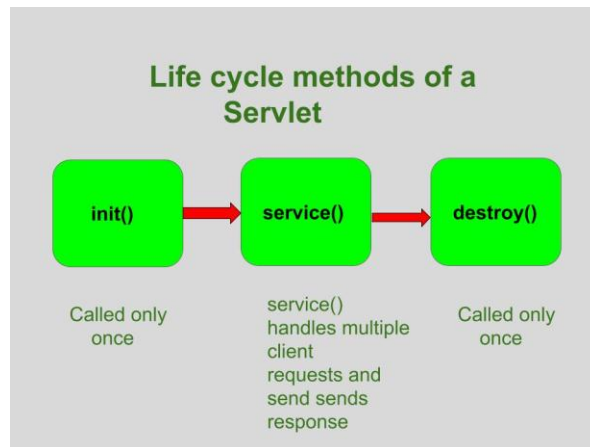 Life cycle methods of a
Servlet
init()
service()
destroy()
Called only
once
service()
handles multiple
client
requests and
send sends
response
Called only
once